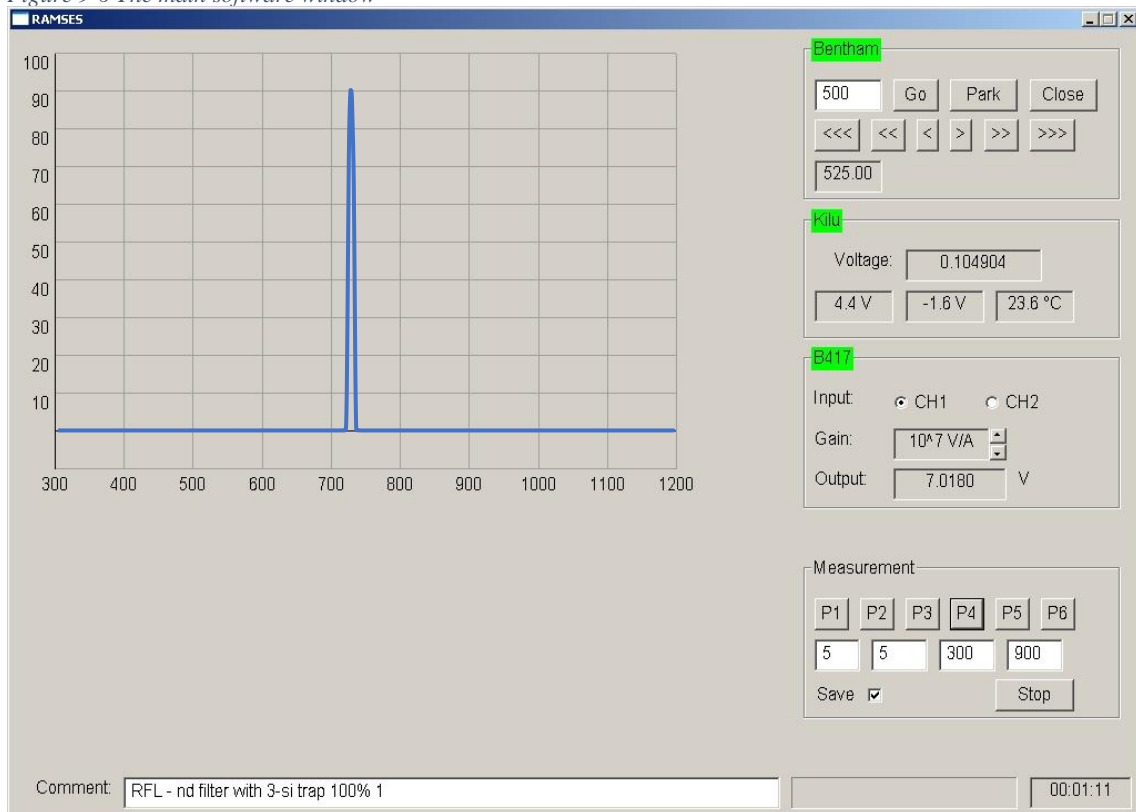 Figure 9-6 The main software window
RAMSES
100
90
80
70
60
50
40
30
20
10
300 400 500 600 700 800 900 1000 1100 1200
Bentham
500 Go Park Close
<<< << < > >> >>>
525.00
Kilu
Voltage: 0.104904
4.4 V -1.6 V 23.6 °C
B417
Input: CH1 CH2
Gain: 10^7 V/A
Output: 7.0180 V
Measurement
P1 P2 P3 P4 P5 P6
5 5 300 900
Save Stop
Comment: RFL - nd filter with 3-si trap 100% 1 00:01:11